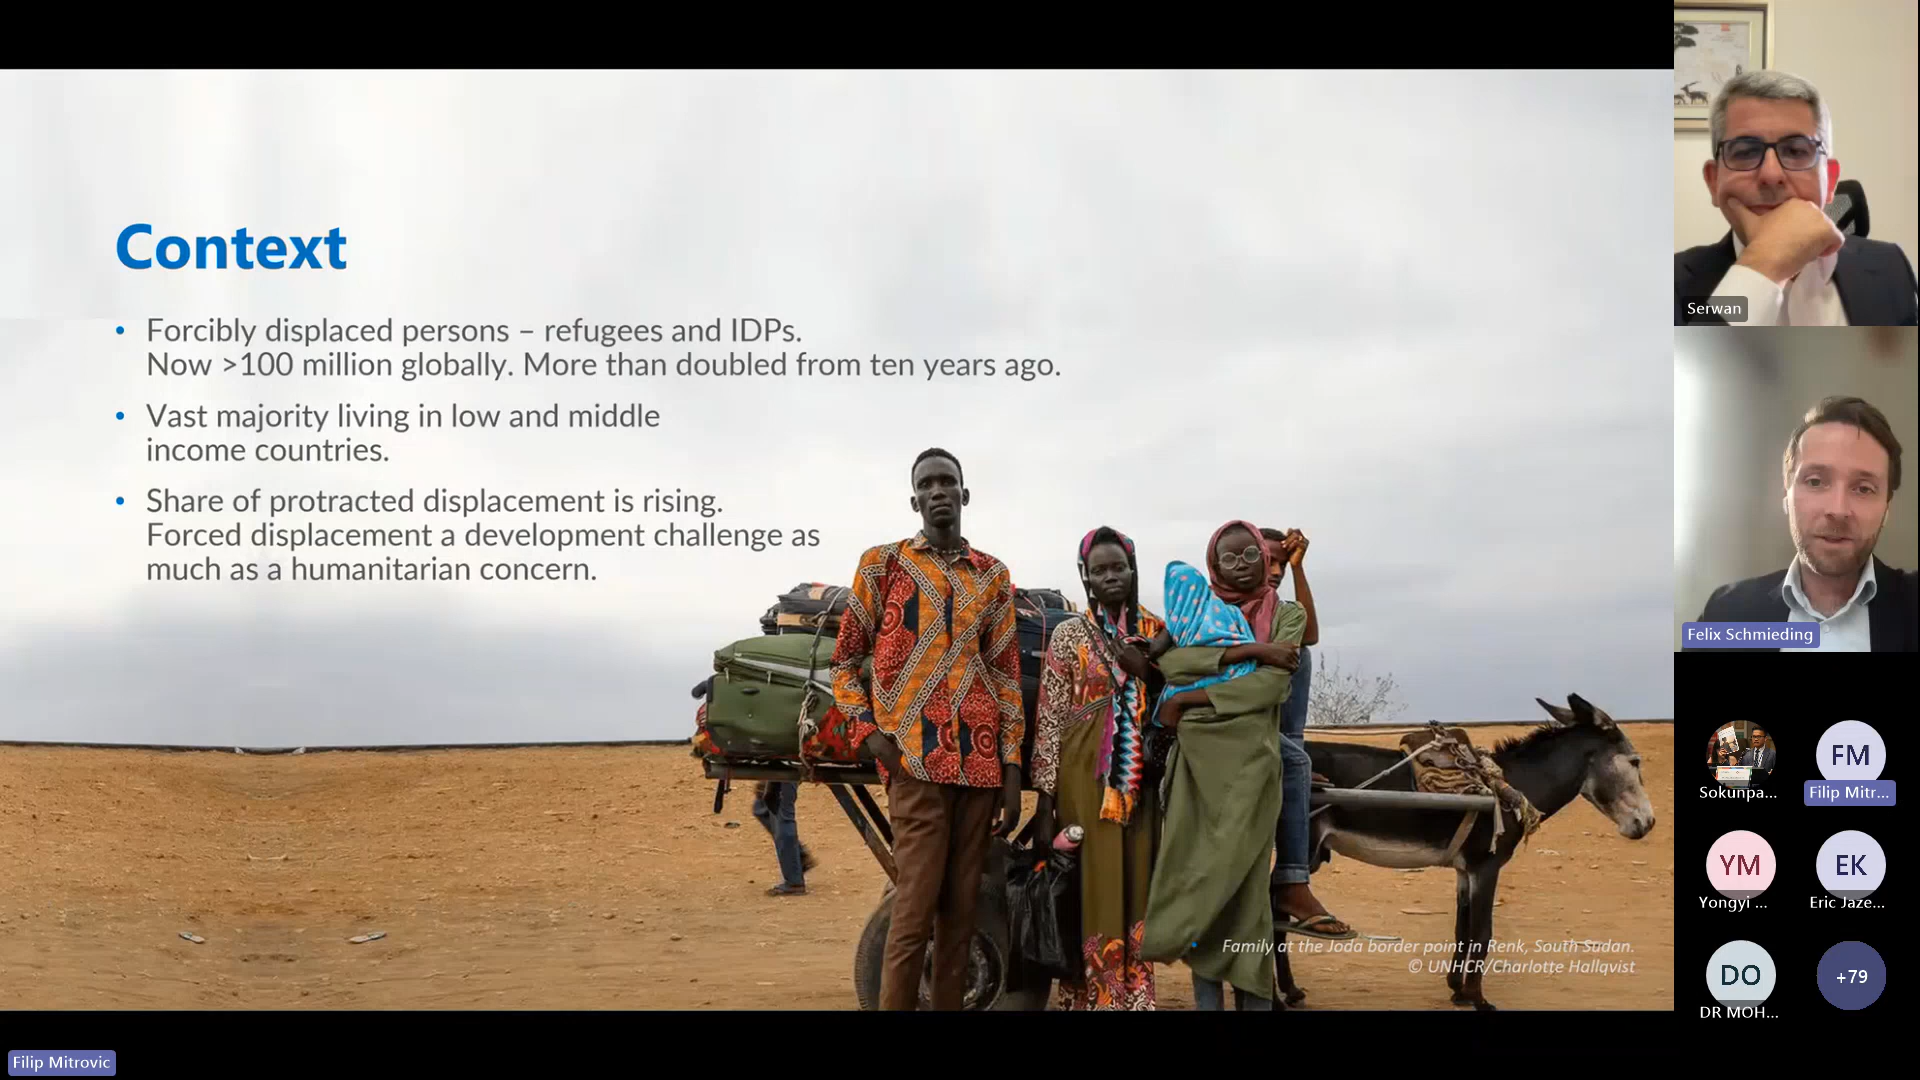 Context
• Forcibly displaced persons – refugees and IDPs.
Now >100 million globally. More than doubled from ten years ago.
• Vast majority living in low and middle
income countries.
• Share of protracted displacement is rising.
Forced displacement a development challenge as
much as a humanitarian concern.
• Family at the Joda border point in Renk, South Sudan.
© UNHCR/Charlotte Hallqvist
Filip Mitrovic
Serwan
Felix Schmieding
Sokunpa...
FM
Filip Mitr...
YM
Yongyi ...
EK
Eric Jaze...
DO
DR MOH...
+79